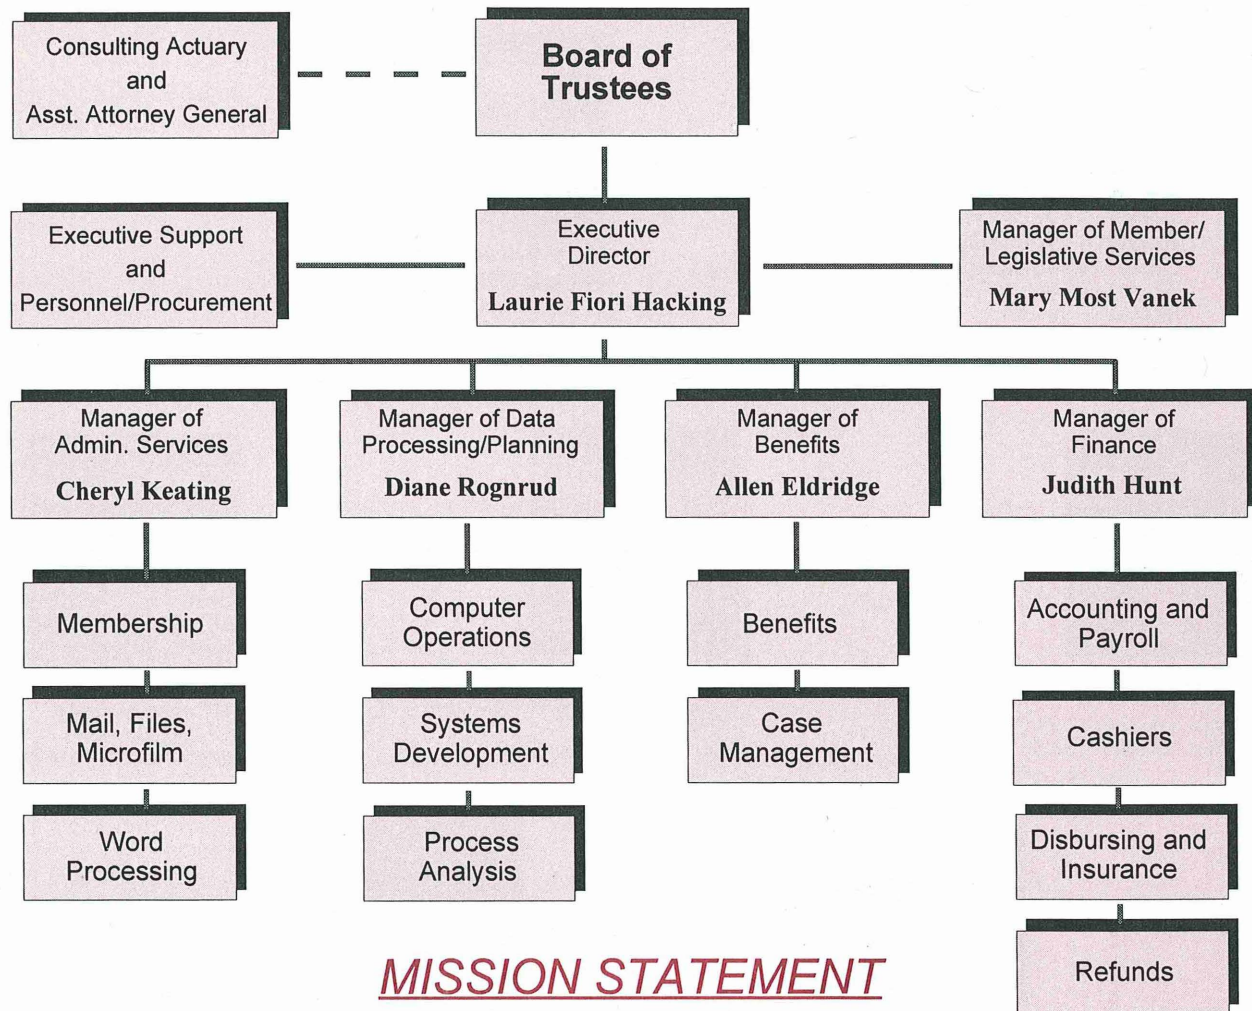 Consulting Actuary
and
Asst. Attorney General
Board of
Trustees
Executive Support
and
Personnel/Procurement
Executive
Director
Laurie Fiori Hacking
Manager of Member/
Legislative Services
Mary Most Vanek
Manager of
Admin. Services
Cheryl Keating
Manager of Data
Processing/Planning
Diane Rognrud
Manager of
Benefits
Allen Eldridge
Manager of
Finance
Judith Hunt
Membership
Computer
Operations
Benefits
Accounting and
Payroll
Mail, Files,
Microfilm
Systems
Development
Case
Management
Cashiers
Word
Processing
Process
Analysis
Disbursing and
Insurance
Refunds
MISSION STATEMENT